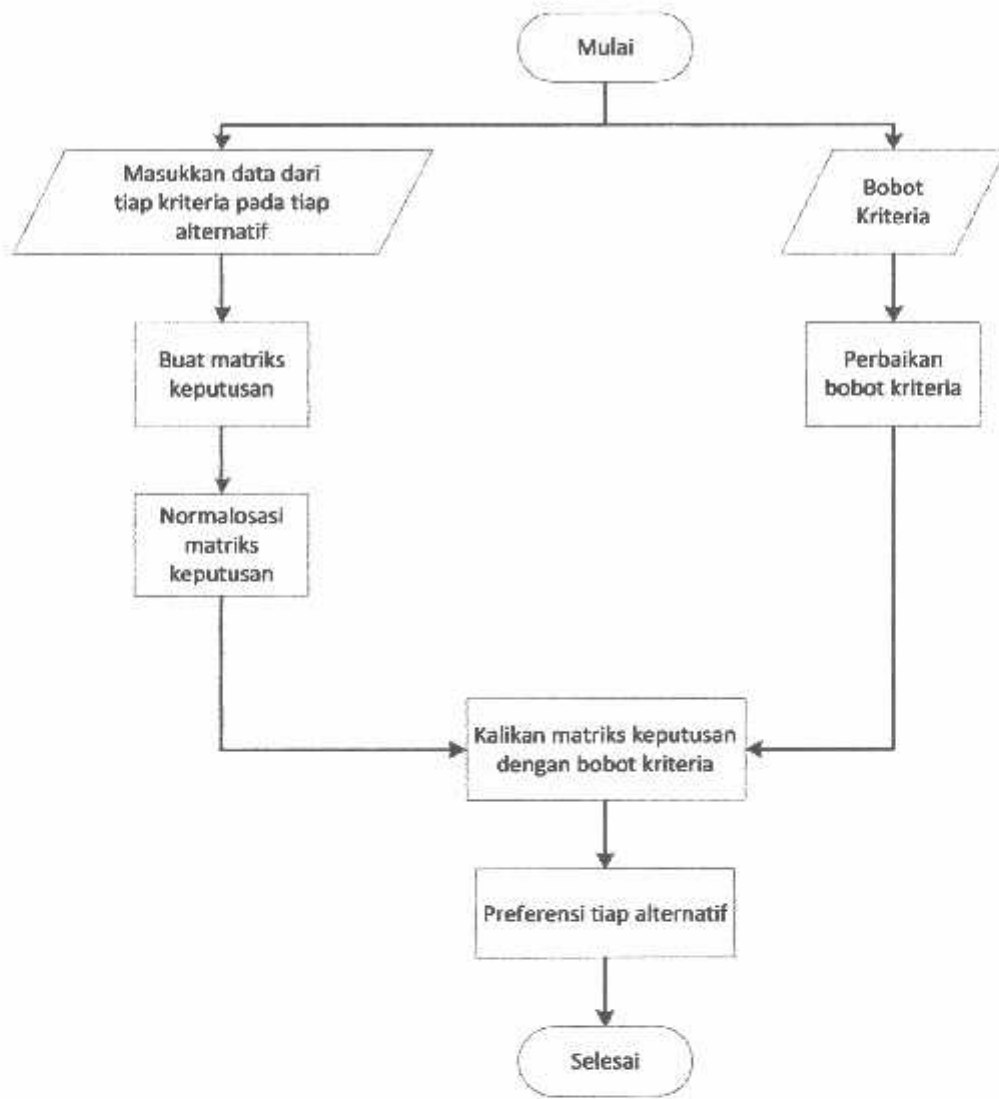 Mulai
Masukkan data dari
tiap kriteria pada tiap
alternatif
Bobot
Kriteria
Buat matriks
keputusan
Perbaikan
bobot kriteria
Normalosasi
matriks
keputusan
Kalikan matriks keputusan
dengan bobot kriteria
Preferensi tiap alternatif
Selesai